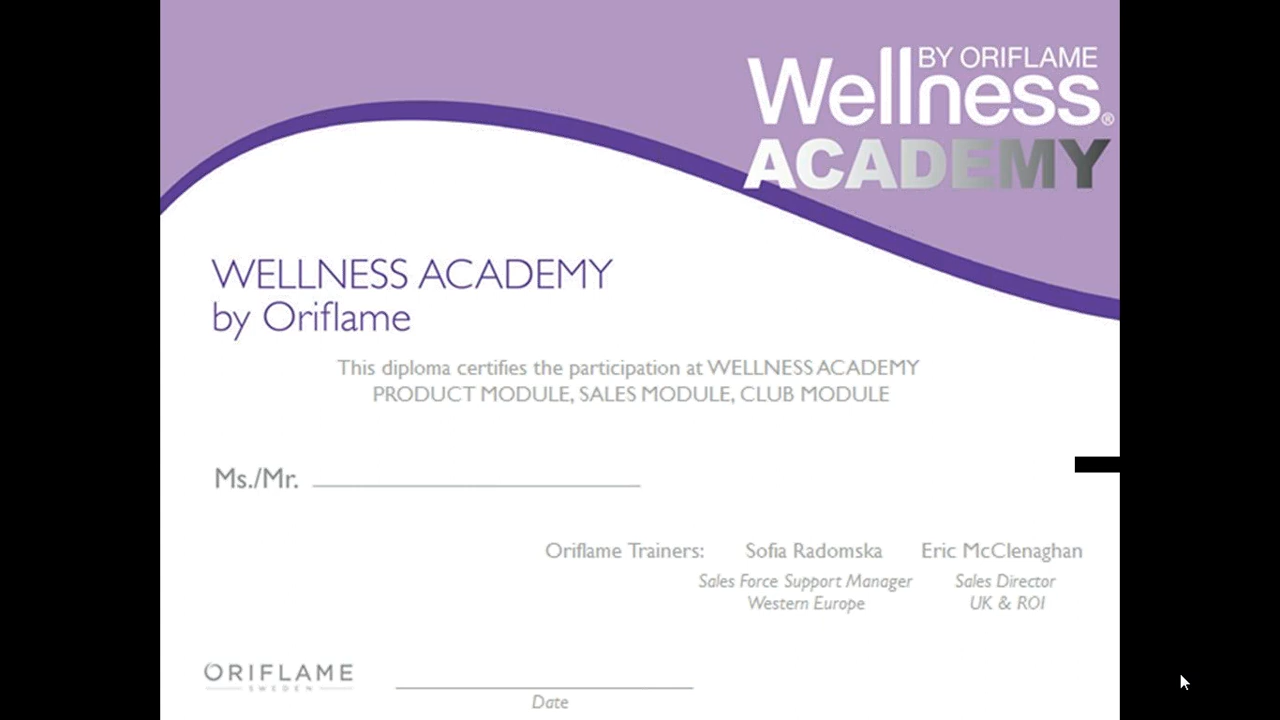 BY ORIFLAME
Wellness®
ACADEMY
WELLNESS ACADEMY
by Oriflame
This diploma certifies the participation at WELLNESS ACADEMY
PRODUCT MODULE, SALES MODULE, CLUB MODULE
Ms./Mr.
Oriflame Trainers: Sofia Radomska Eric McClenaghan
Sales Force Support Manager Sales Director
Western Europe UK & ROI
ORIFLAME
SWEDEN
Date